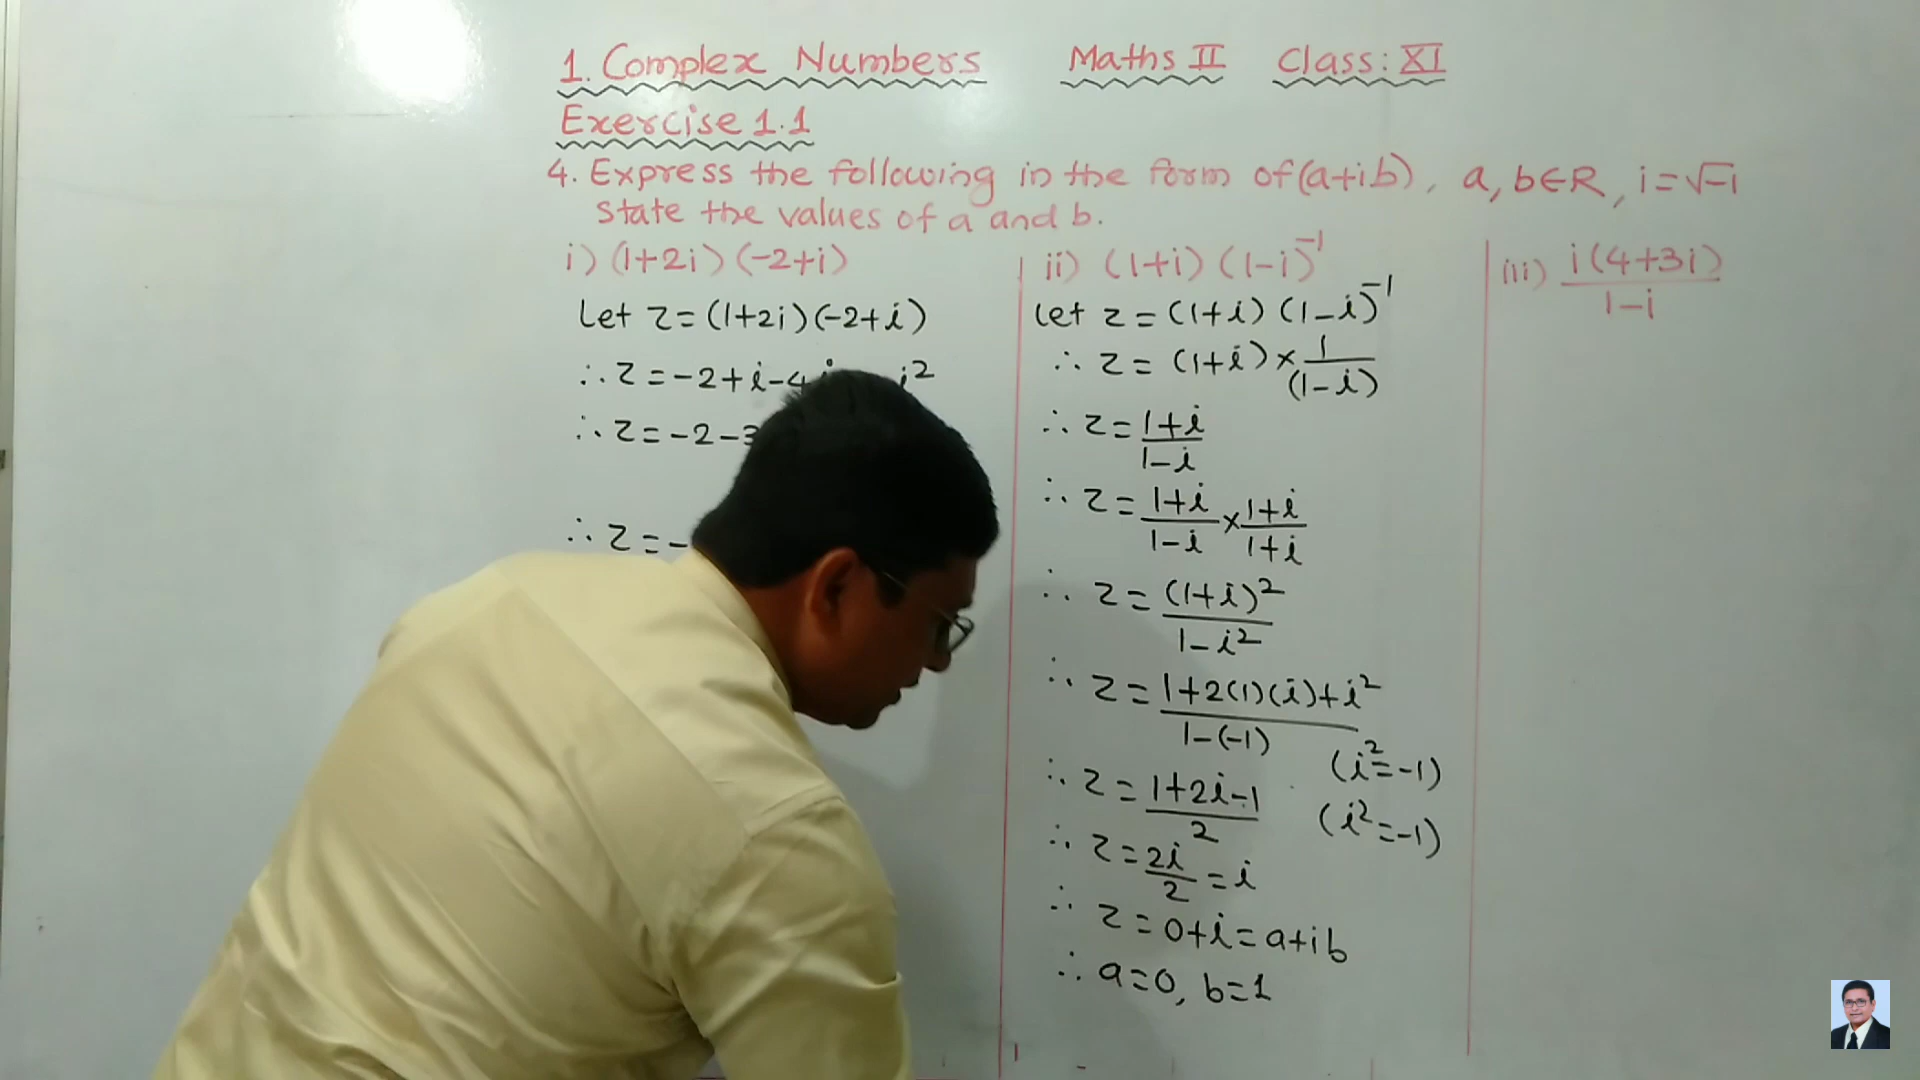 1. Complex Numbers Maths II Class: XI
Exercise 1.1
4. Express the following in the form of (a+ib), a, b∈R, i=√-1
State the values of a and b.
i) (1+2i) (-2+i)
Let z=(1+2i)(-2+i)
∴ z=-2+i-4 i²
∴ z=-2-3
∴ z=-
ii) (1+i) (1-i)⁻¹
Let z = (1+i) (1-i)⁻¹
∴ z = (1+i) × 1/(1-i)
∴ z = 1+i/1-i
∴ z = 1+i/1-i × 1+i/1+i
∴ z = (1+i)²/1-i²
∴ z = 1+2(1)(i)+i²/1-(-1)
(i²=-1)
∴ z = 1+2i-1/2 (i²=-1)
∴ z = 2i/2 = i
∴ z = 0+i = a+ib
∴ a=0, b=1
iii) i(4+3i)/1-i